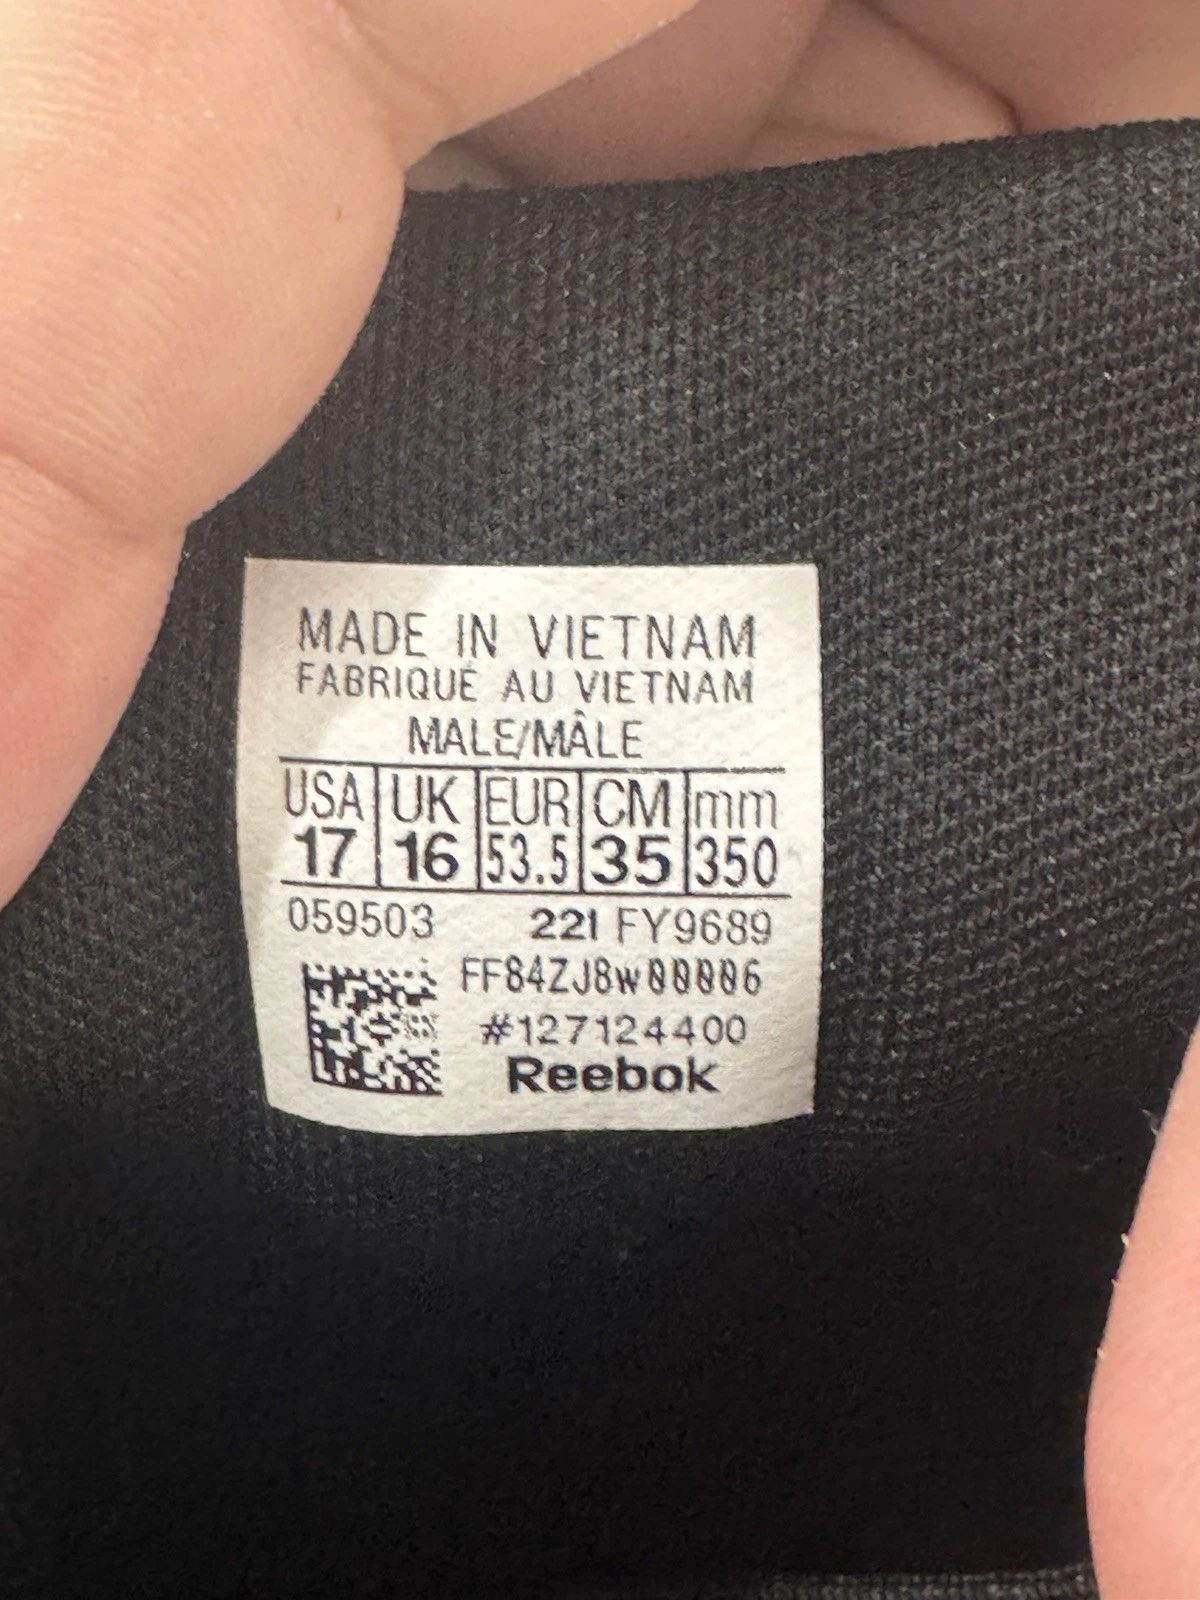 MADE IN VIETNAM
FABRIQUÉ AU VIETNAM
MALE/MÂLE
USA UK EUR CM mm
17 16 53.5 35 350
059503 221 FY9689
FF84ZJ8w00006
#127124400
Reebok